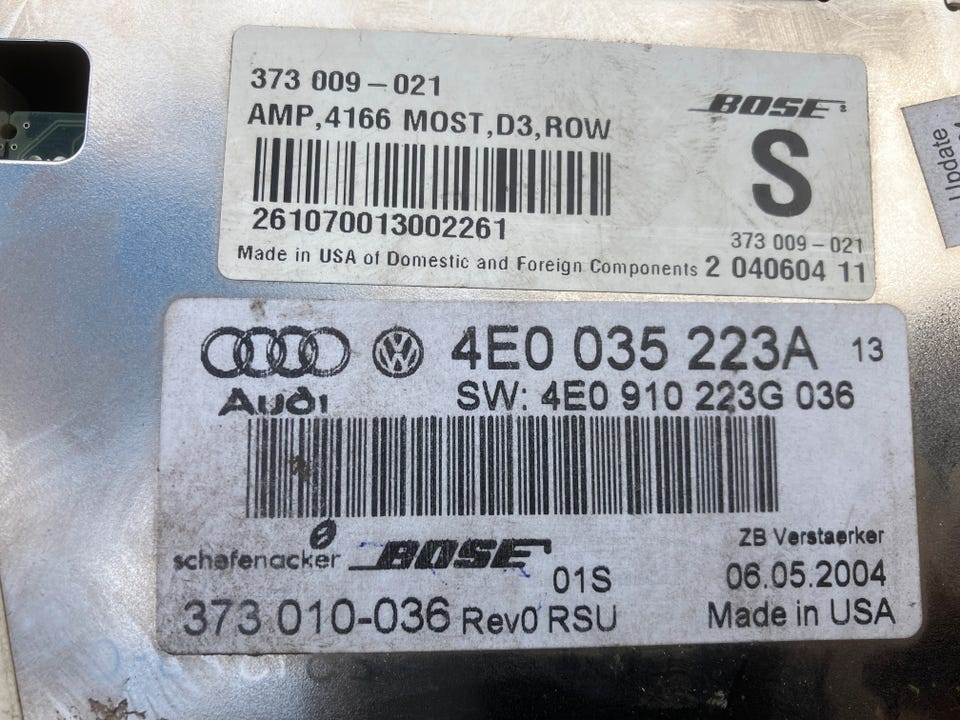 373 009-021
AMP,4166 MOST,D3,ROW
BOSE
S
261070013002261
373 009-021
Made in USA of Domestic and Foreign Components 2 040604 11
Update
Audi
4E0 035 223A 13
SW: 4E0 910 223G 036
schefenacker
BOSE
01S
ZB Verstaerker
06.05.2004
373 010-036 Rev0 RSU
Made in USA